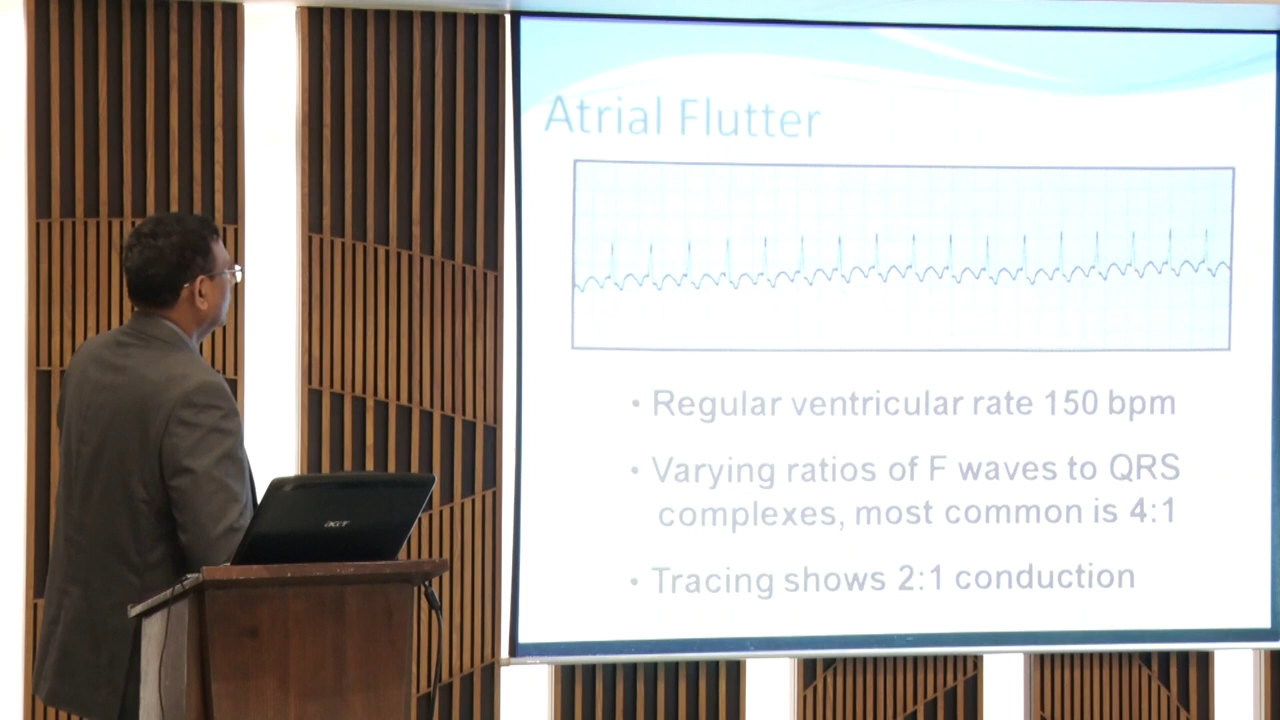 Atrial Flutter
• Regular ventricular rate 150 bpm
• Varying ratios of F waves to QRS
complexes, most common is 4:1
• Tracing shows 2:1 conduction
acer